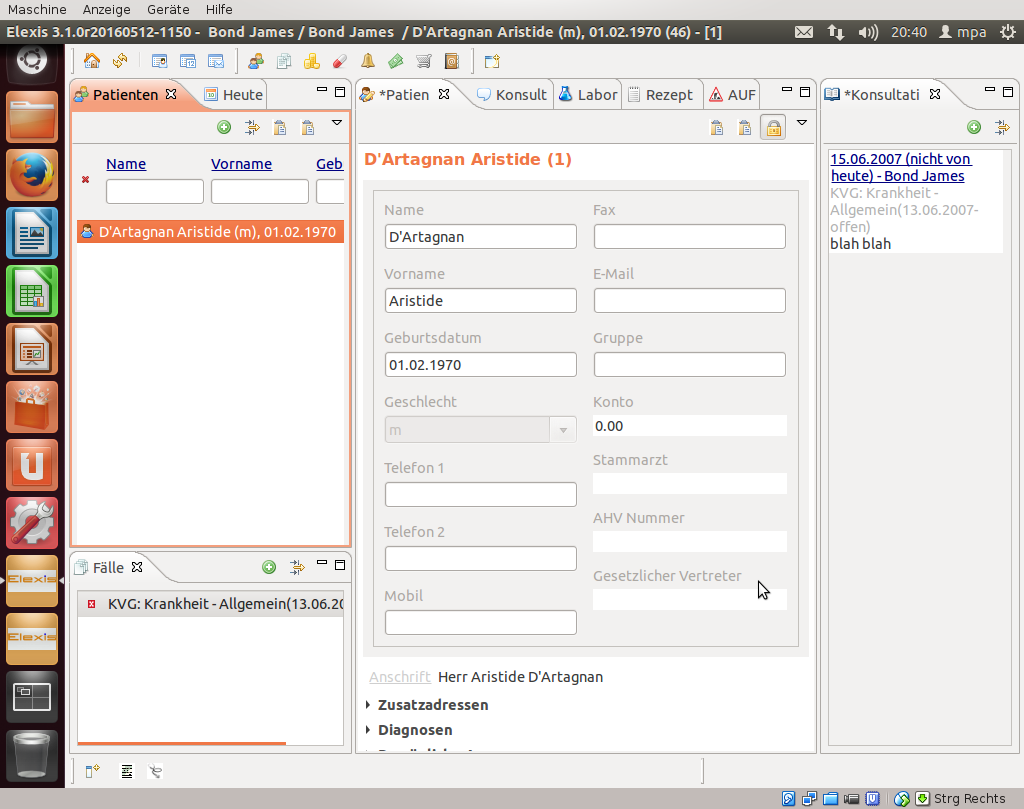 Maschine Anzeige Geräte Hilfe
Elexis 3.1.0r20160512-1150 - Bond James / Bond James / D'Artagnan Aristide (m), 01.02.1970 (46) - [1]
20:40 mpa
Patienten
Heute
Name Vorname Geb
D'Artagnan Aristide (m), 01.02.1970
Fälle
KVG: Krankheit - Allgemein(13.06.20
*Patien
Konsult
Labor
Rezept
AUF
D'Artagnan Aristide (1)
Name
D'Artagnan
Fax
Vorname
Aristide
E-Mail
Geburtsdatum
01.02.1970
Gruppe
Geschlecht
m
Konto
0.00
Telefon 1
Stammarzt
Telefon 2
AHV Nummer
Mobil
Gesetzlicher Vertreter
Anschrift Herr Aristide D'Artagnan
Zusatzadressen
Diagnosen
*Konsultati
15.06.2007 (nicht von
heute) - Bond James
KVG: Krankheit -
Allgemein(13.06.2007-
offen)
blah blah
Elexis
Elexis
Strg Rechts